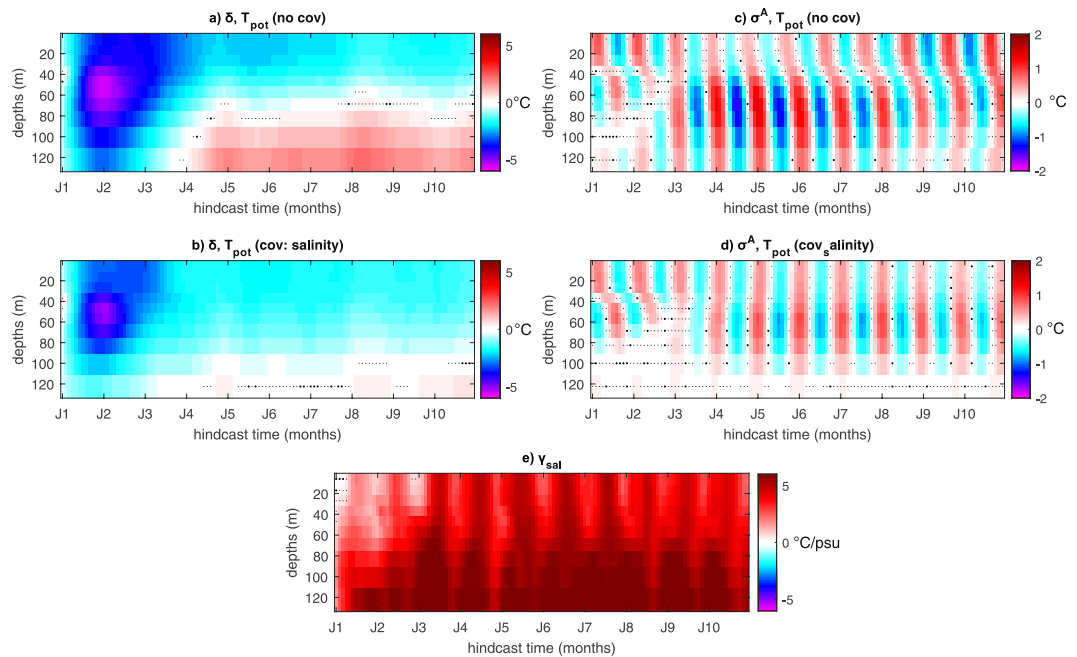 a) δ, T_pot (no cov)
depths (m)
20
40
60
80
100
120
J1 J2 J3 J4 J5 J6 J7 J8 J9 J10
hindcast time (months)
5
0 °C
-5
c) σ^A, T_pot (no cov)
depths (m)
20
40
60
80
100
120
J1 J2 J3 J4 J5 J6 J7 J8 J9 J10
hindcast time (months)
2
1
0 °C
-1
-2
b) δ, T_pot (cov: salinity)
depths (m)
20
40
60
80
100
120
J1 J2 J3 J4 J5 J6 J7 J8 J9 J10
hindcast time (months)
5
0 °C
-5
d) σ^A, T_pot (cov_salinity)
depths (m)
20
40
60
80
100
120
J1 J2 J3 J4 J5 J6 J7 J8 J9 J10
hindcast time (months)
2
1
0 °C
-1
-2
e) γ_sal
depths (m)
20
40
60
80
100
120
J1 J2 J3 J4 J5 J6 J7 J8 J9 J10
hindcast time (months)
5
0 °C/psu
-5